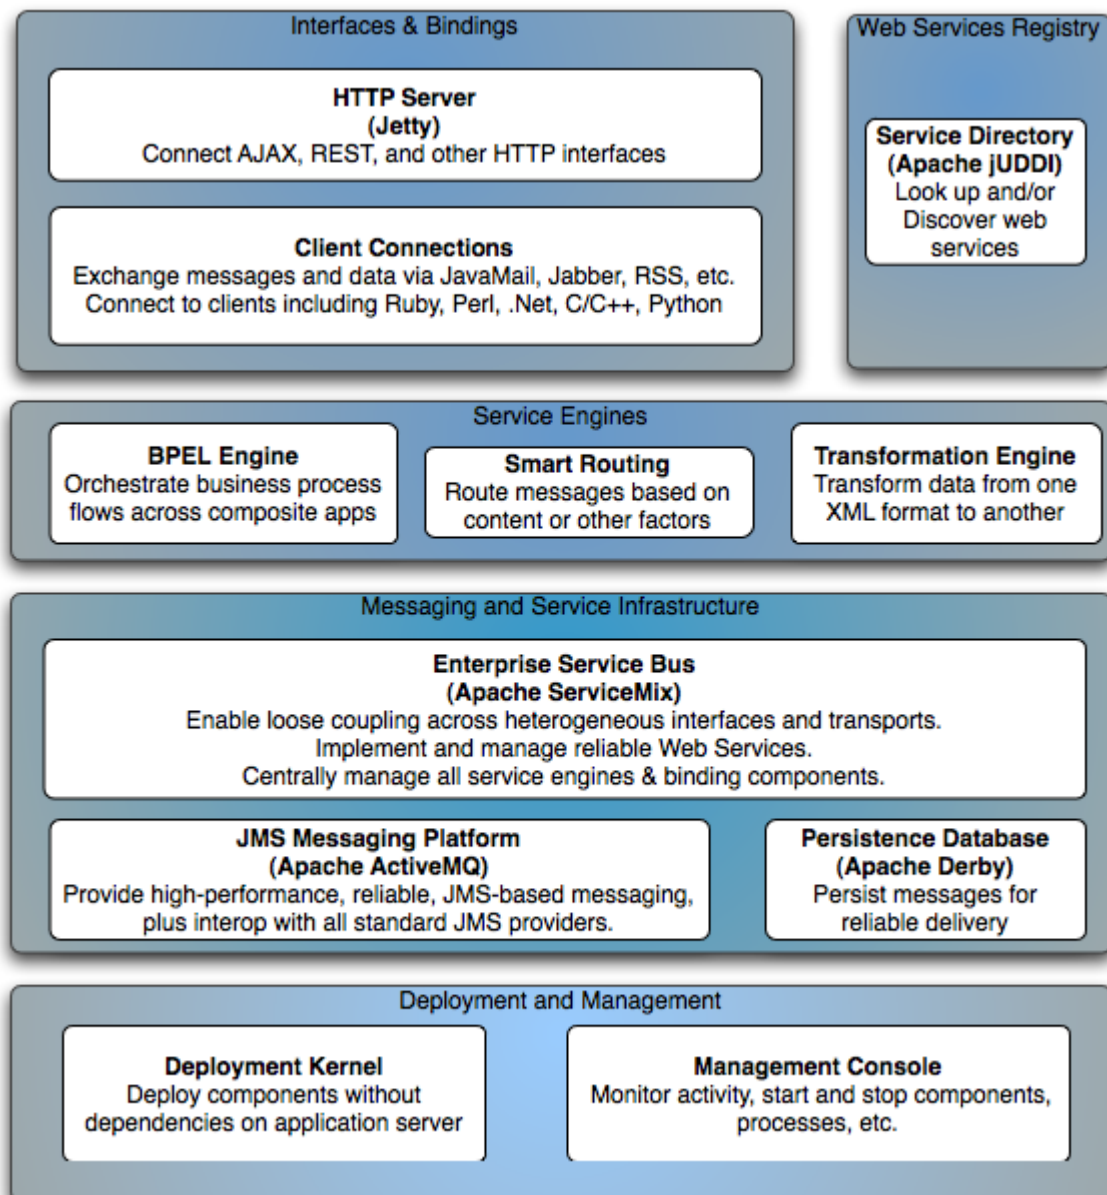 Interfaces & Bindings
HTTP Server
(Jetty)
Connect AJAX, REST, and other HTTP interfaces
Client Connections
Exchange messages and data via JavaMail, Jabber, RSS, etc.
Connect to clients including Ruby, Perl, .Net, C/C++, Python
Web Services Registry
Service Directory
(Apache jUDDI)
Look up and/or
Discover web
services
Service Engines
BPEL Engine
Orchestrate business process
flows across composite apps
Smart Routing
Route messages based on
content or other factors
Transformation Engine
Transform data from one
XML format to another
Messaging and Service Infrastructure
Enterprise Service Bus
(Apache ServiceMix)
Enable loose coupling across heterogeneous interfaces and transports.
Implement and manage reliable Web Services.
Centrally manage all service engines & binding components.
JMS Messaging Platform
(Apache ActiveMQ)
Provide high-performance, reliable, JMS-based messaging,
plus interop with all standard JMS providers.
Persistence Database
(Apache Derby)
Persist messages for
reliable delivery
Deployment and Management
Deployment Kernel
Deploy components without
dependencies on application server
Management Console
Monitor activity, start and stop components,
processes, etc.